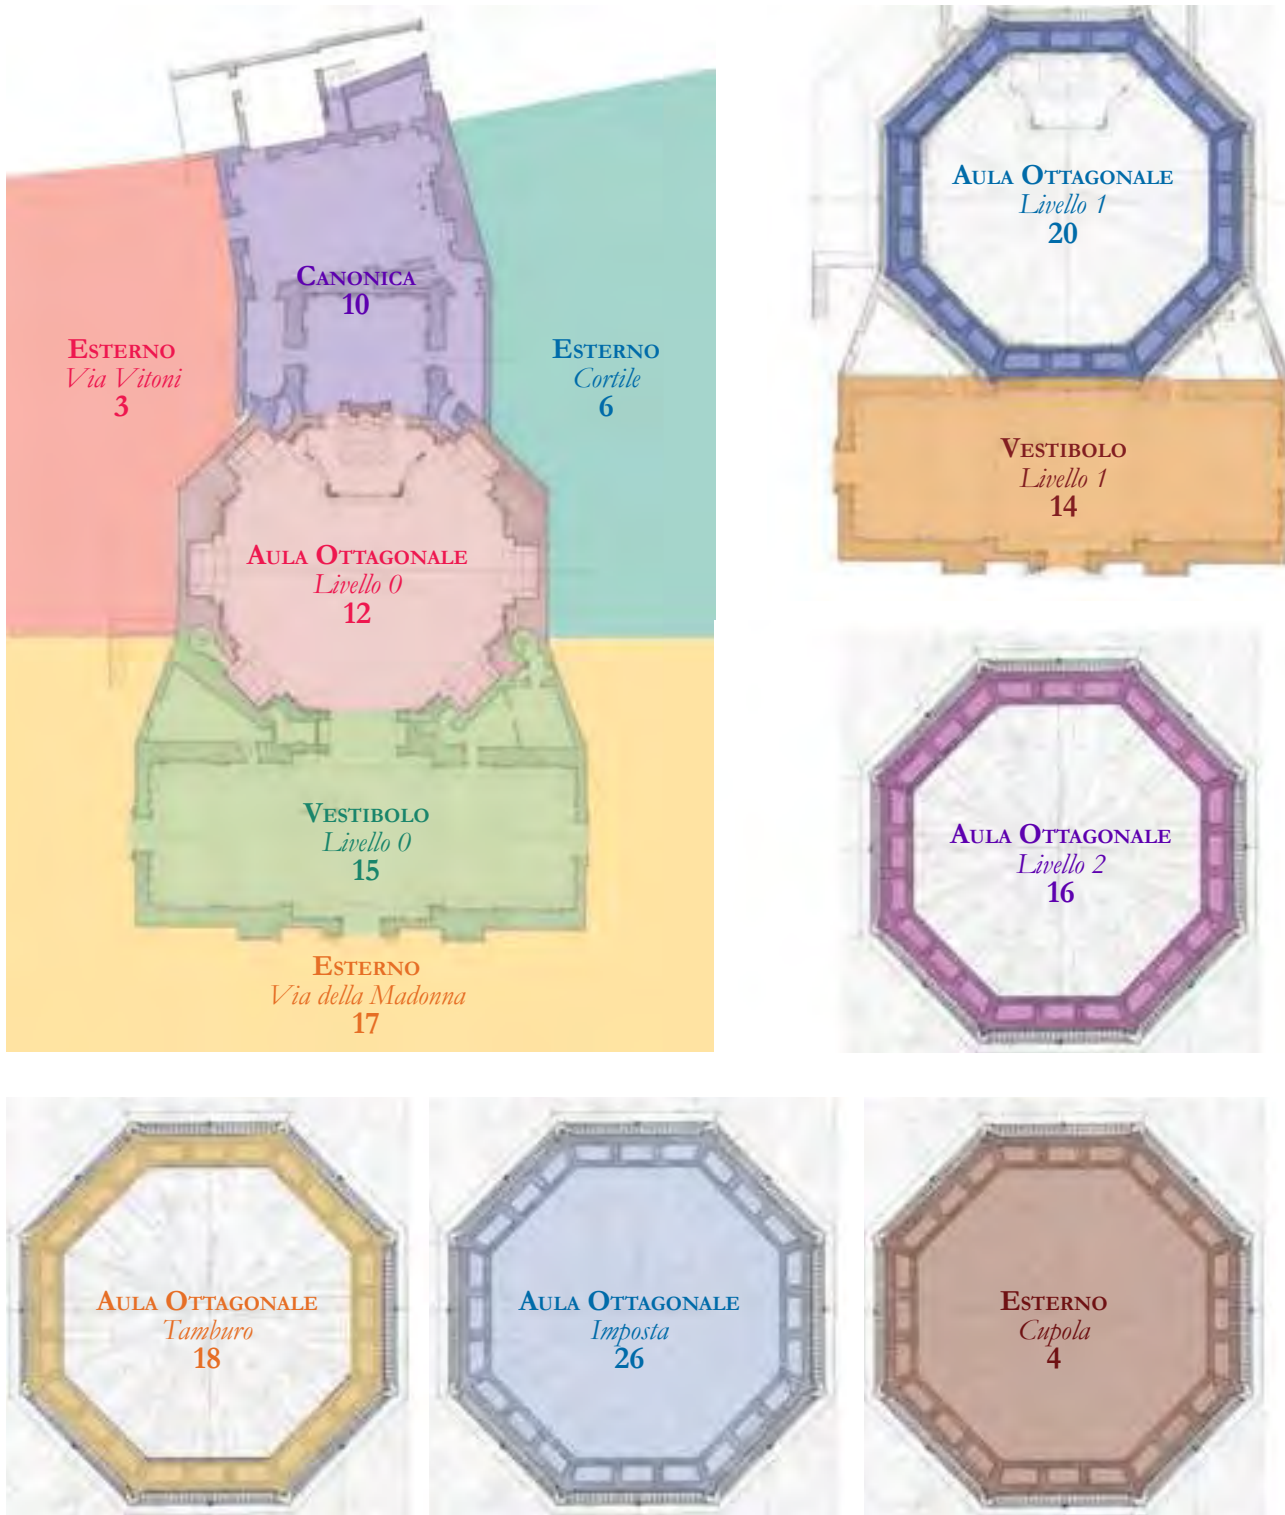 CANONICA
10
ESTERNO
Via Vitoni
3
ESTERNO
Cortile
6
AULA OTTAGONALE
Livello 0
12
VESTIBOLO
Livello 0
15
ESTERNO
Via della Madonna
17
AULA OTTAGONALE
Livello 1
20
VESTIBOLO
Livello 1
14
AULA OTTAGONALE
Livello 2
16
AULA OTTAGONALE
Tamburo
18
AULA OTTAGONALE
Imposta
26
ESTERNO
Cupola
4